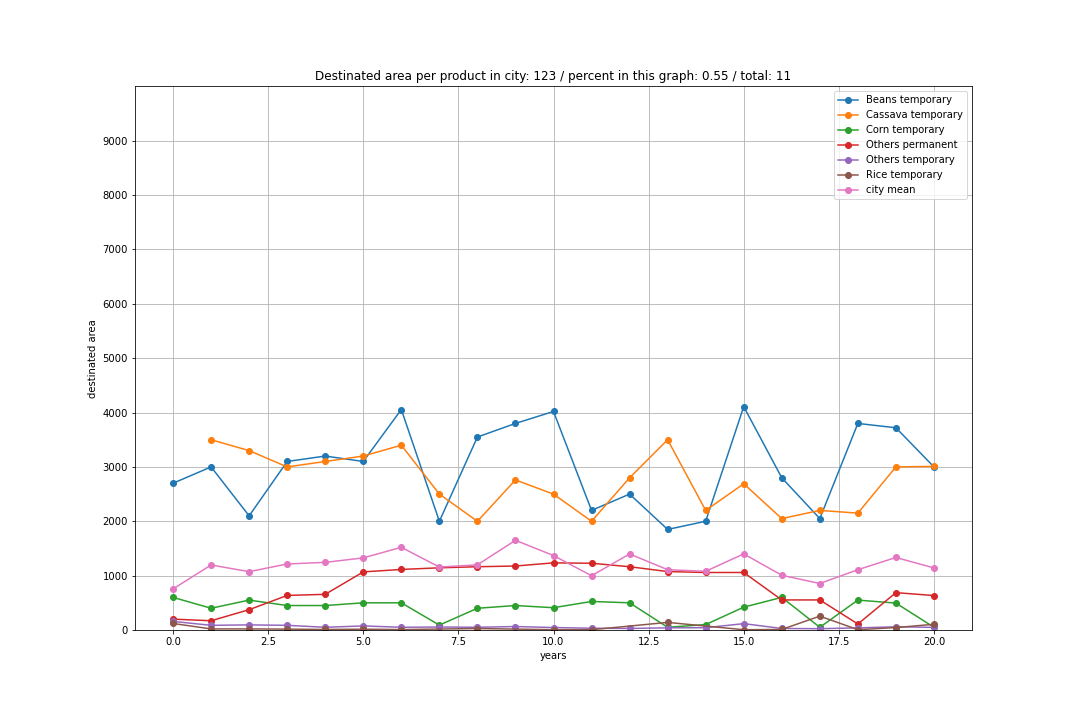 Destinated area per product in city: 123 / percent in this graph: 0.55 / total: 11
Beans temporary
Cassava temporary
Corn temporary
Others permanent
Others temporary
Rice temporary
city mean
destinated area
9000
8000
7000
6000
5000
4000
3000
2000
1000
0
0.0 2.5 5.0 7.5 10.0 12.5 15.0 17.5 20.0
years